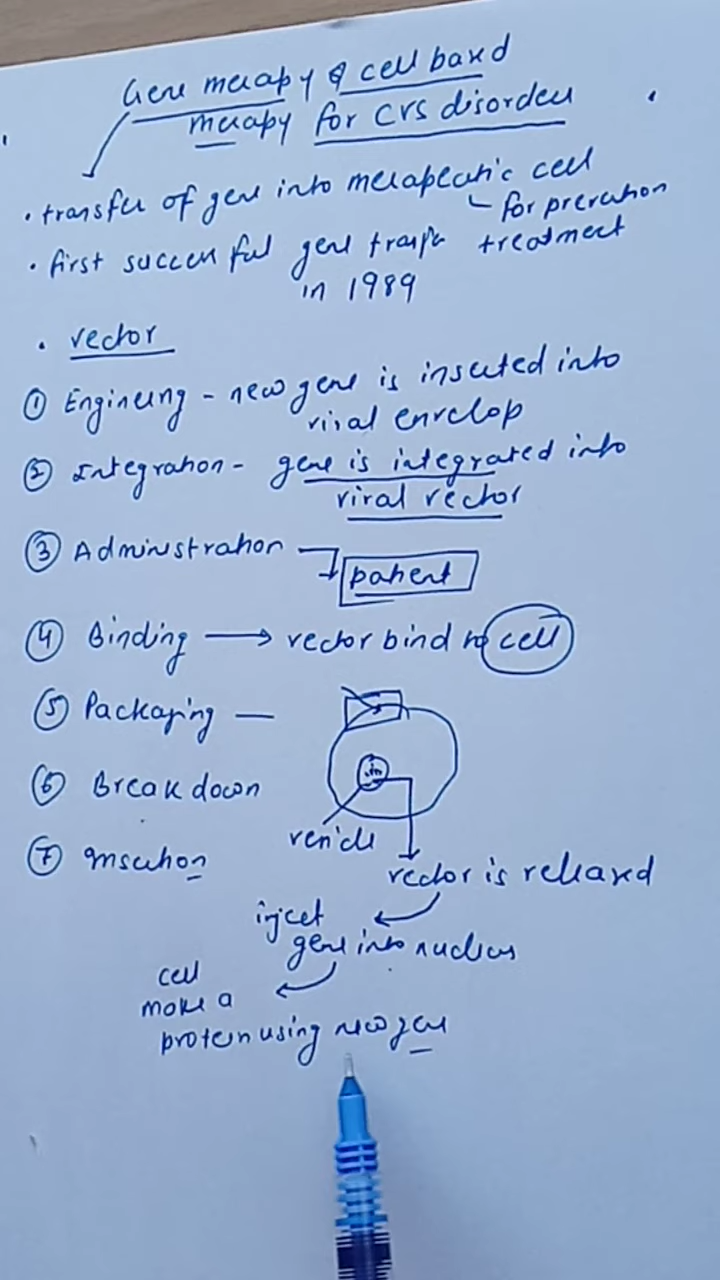 Gene therapy & cell based
therapy for CVS disorder
• transfer of gene into therapeutic cell
for prevention
• first successful gene transfer treatment
in 1989
• vector
① Engineering - new gene is inserted into
viral envelop
② Integration - gene is integrated into
viral vector
③ Administration
patient
④ Binding → vector bind to cell
⑤ Packaging —
⑥ Break down
vesicle
⑦ Insertion
vector is released
inject
gene into nucleus
cell
make a
protein using new gene